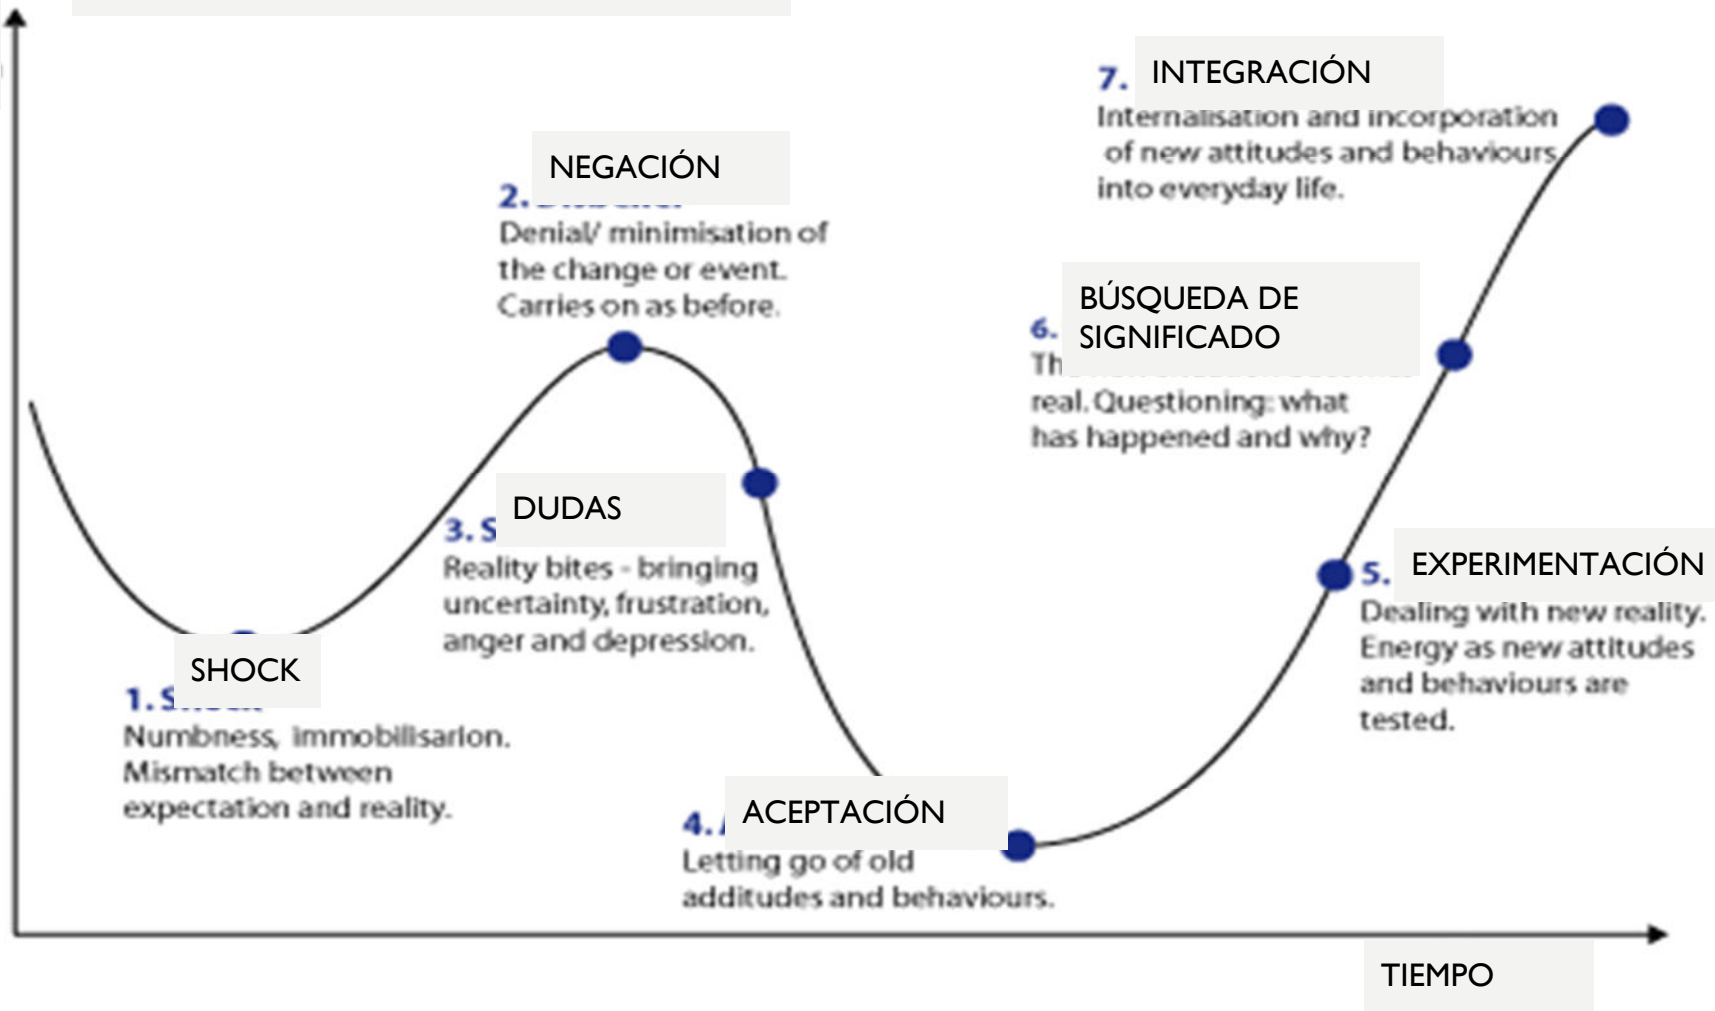 7. INTEGRACIÓN
Internalisation and incorporation
of new attitudes and behaviours
into everyday life.
NEGACIÓN
2.
Denial/ minimisation of
the change or event.
Carries on as before.
BÚSQUEDA DE
6. SIGNIFICADO
real. Questioning: what
has happened and why?
DUDAS
3. S
Reality bites - bringing
uncertainty, frustration,
anger and depression.
5. EXPERIMENTACIÓN
Dealing with new reality.
Energy as new attitudes
and behaviours are
tested.
SHOCK
1. S
Numbness, immobilisarion.
Mismatch between
expectation and reality.
4. ACEPTACIÓN
Letting go of old
additudes and behaviours.
TIEMPO